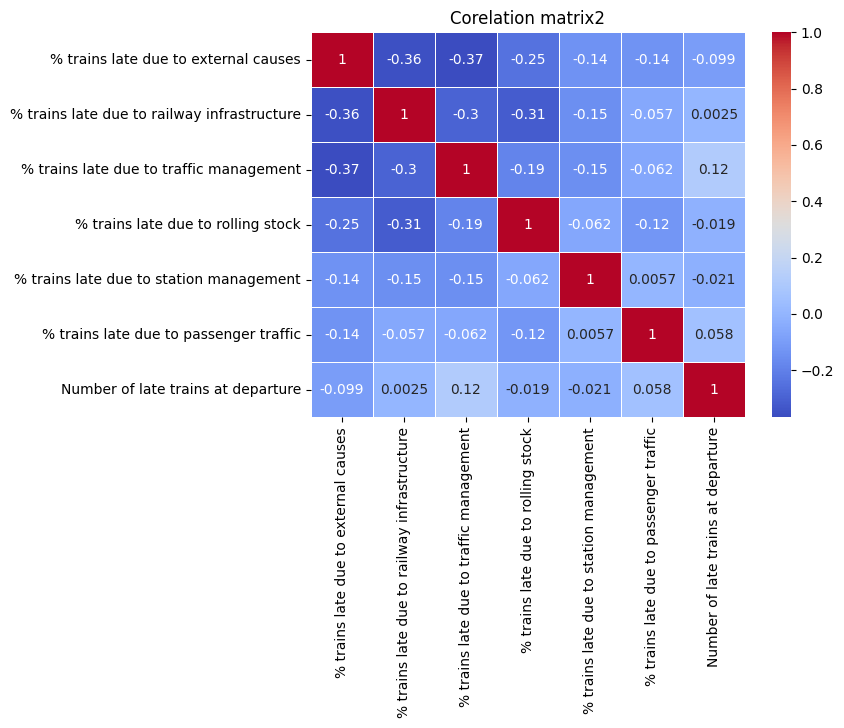 Corelation matrix2
% trains late due to external causes
1 -0.36 -0.37 -0.25 -0.14 -0.14 -0.099
% trains late due to railway infrastructure
-0.36 1 -0.3 -0.31 -0.15 -0.057 0.0025
% trains late due to traffic management
-0.37 -0.3 1 -0.19 -0.15 -0.062 0.12
% trains late due to rolling stock
-0.25 -0.31 -0.19 1 -0.062 -0.12 -0.019
% trains late due to station management
-0.14 -0.15 -0.15 -0.062 1 0.0057 -0.021
% trains late due to passenger traffic
-0.14 -0.057 -0.062 -0.12 0.0057 1 0.058
Number of late trains at departure
-0.099 0.0025 0.12 -0.019 -0.021 0.058 1
% trains late due to external causes
% trains late due to railway infrastructure
% trains late due to traffic management
% trains late due to rolling stock
% trains late due to station management
% trains late due to passenger traffic
Number of late trains at departure
1.0
0.8
0.6
0.4
0.2
0.0
−0.2